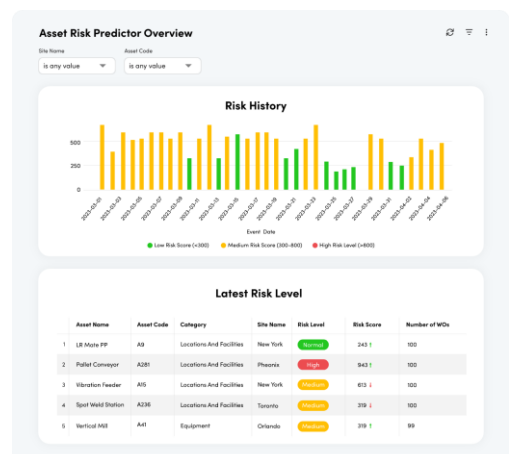 Asset Risk Predictor Overview
Site Name Asset Code
is any value is any value
Risk History
500
250
0
2023-03-01 2023-03-03 2023-03-05 2023-03-07 2023-03-09 2023-03-11 2023-03-13 2023-03-15 2023-03-17 2023-03-19 2023-03-21 2023-03-23 2023-03-25 2023-03-27 2023-03-29 2023-03-31 2023-04-02 2023-04-04 2023-04-06
Event Date
Low Risk Score (<300) Medium Risk Score (300-800) High Risk Level (>800)
Latest Risk Level
Asset Name Asset Code Category Site Name Risk Level Risk Score Number of WOs
1 LR Mate PP A9 Locations And Facilities New York Normal 243 ↑ 100
2 Pallet Conveyor A281 Locations And Facilities Pheonix High 943 ↑ 100
3 Vibration Feeder A15 Locations And Facilities New York Medium 613 ↓ 100
4 Spot Weld Station A236 Locations And Facilities Toronto Medium 319 ↓ 100
5 Vertical Mill A41 Equipment Orlando Medium 319 ↑ 99